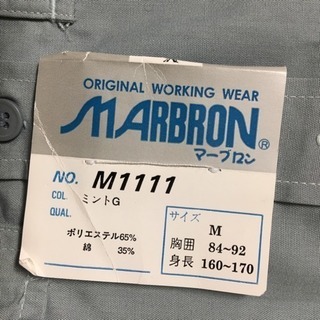 ORIGINAL WORKING WEAR
MARBRON®
マーブロン
NO. M1111
COL. ミントG
QUAL.
ポリエステル65%
綿 35%
サイズ M
胸囲 84~92
身長 160~170